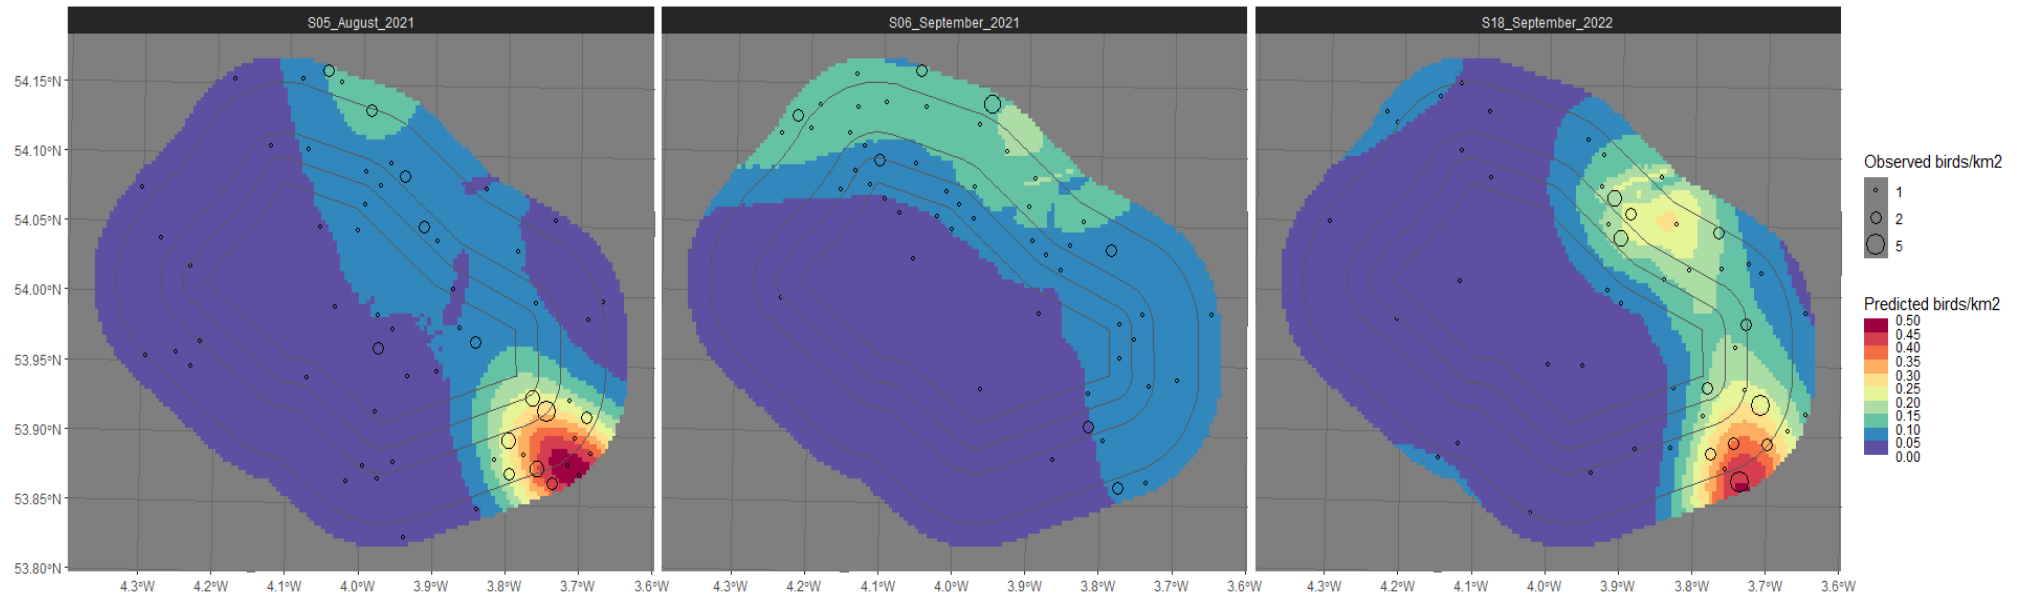 S05_August_2021
S06_September_2021
S18_September_2022
54.15°N
54.10°N
54.05°N
54.00°N
53.95°N
53.90°N
53.85°N
53.80°N
4.3°W 4.2°W 4.1°W 4.0°W 3.9°W 3.8°W 3.7°W 3.6°W
4.3°W 4.2°W 4.1°W 4.0°W 3.9°W 3.8°W 3.7°W 3.6°W
4.3°W 4.2°W 4.1°W 4.0°W 3.9°W 3.8°W 3.7°W 3.6°W
Observed birds/km2
1
2
5
Predicted birds/km2
0.50
0.45
0.40
0.35
0.30
0.25
0.20
0.15
0.10
0.05
0.00